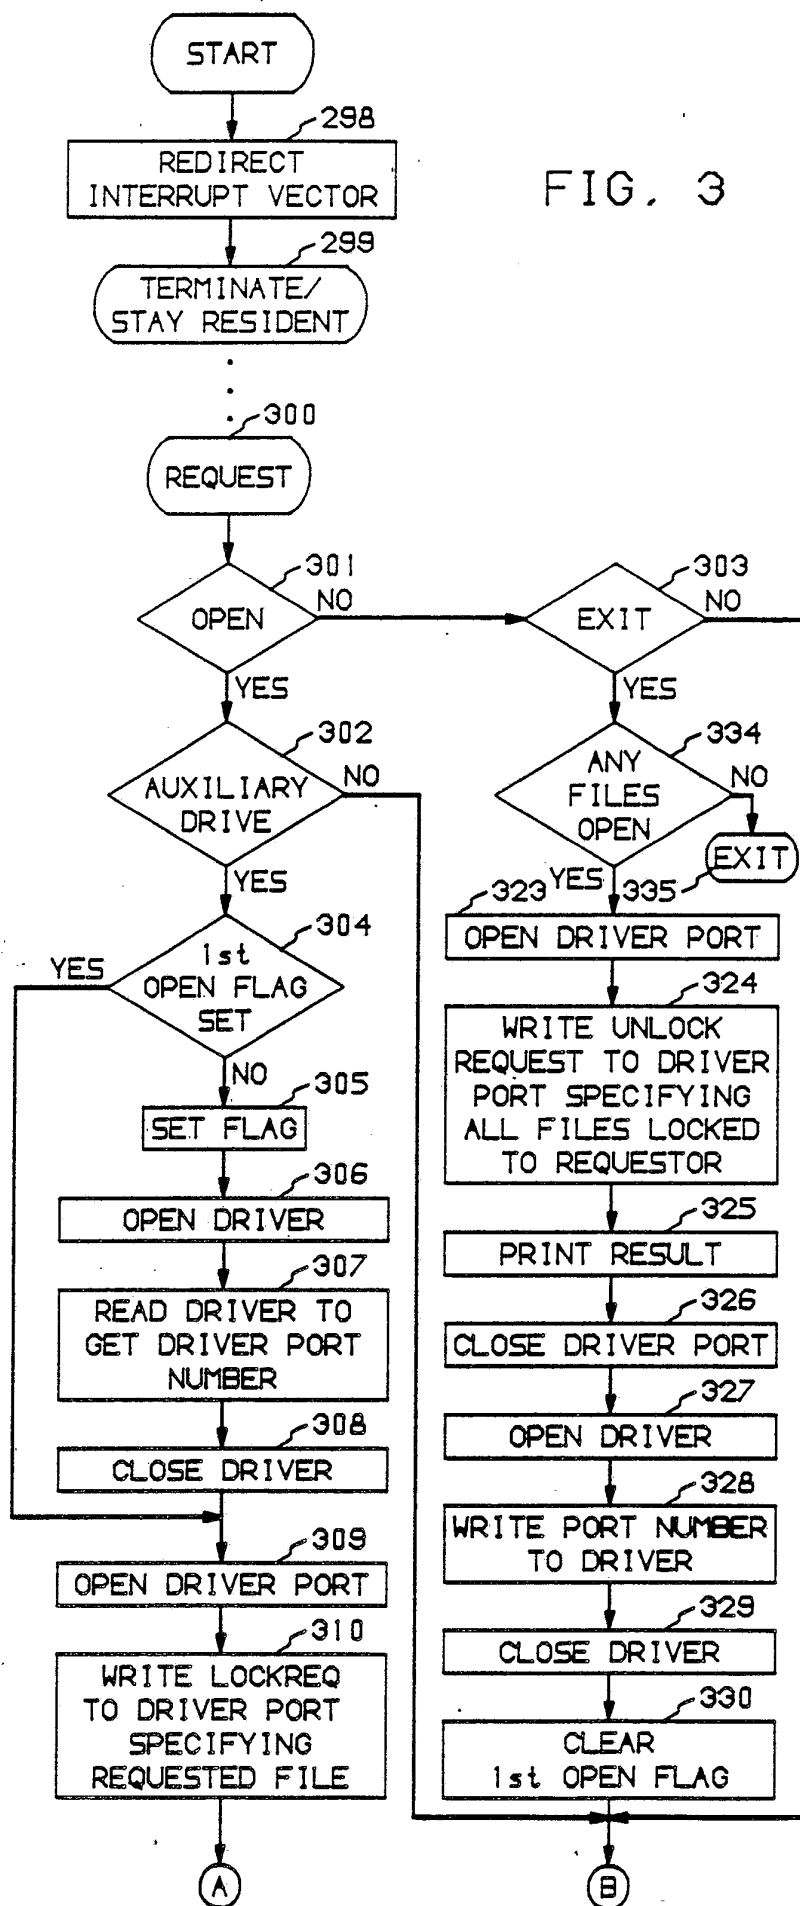 START
298
REDIRECT
INTERRUPT VECTOR
FIG. 3
299
TERMINATE/
STAY RESIDENT
300
REQUEST
301
OPEN
NO
YES
302
AUXILIARY
DRIVE
NO
YES
304
1st
OPEN FLAG
SET
YES
NO
305
SET FLAG
306
OPEN DRIVER
307
READ DRIVER TO
GET DRIVER PORT
NUMBER
308
CLOSE DRIVER
309
OPEN DRIVER PORT
310
WRITE LOCKREQ
TO DRIVER PORT
SPECIFYING
REQUESTED FILE
A
303
EXIT
NO
YES
334
ANY
FILES
OPEN
NO
EXIT
335
YES
323
OPEN DRIVER PORT
324
WRITE UNLOCK
REQUEST TO DRIVER
PORT SPECIFYING
ALL FILES LOCKED
TO REQUESTOR
325
PRINT RESULT
326
CLOSE DRIVER PORT
327
OPEN DRIVER
328
WRITE PORT NUMBER
TO DRIVER
329
CLOSE DRIVER
330
CLEAR
1st OPEN FLAG
B